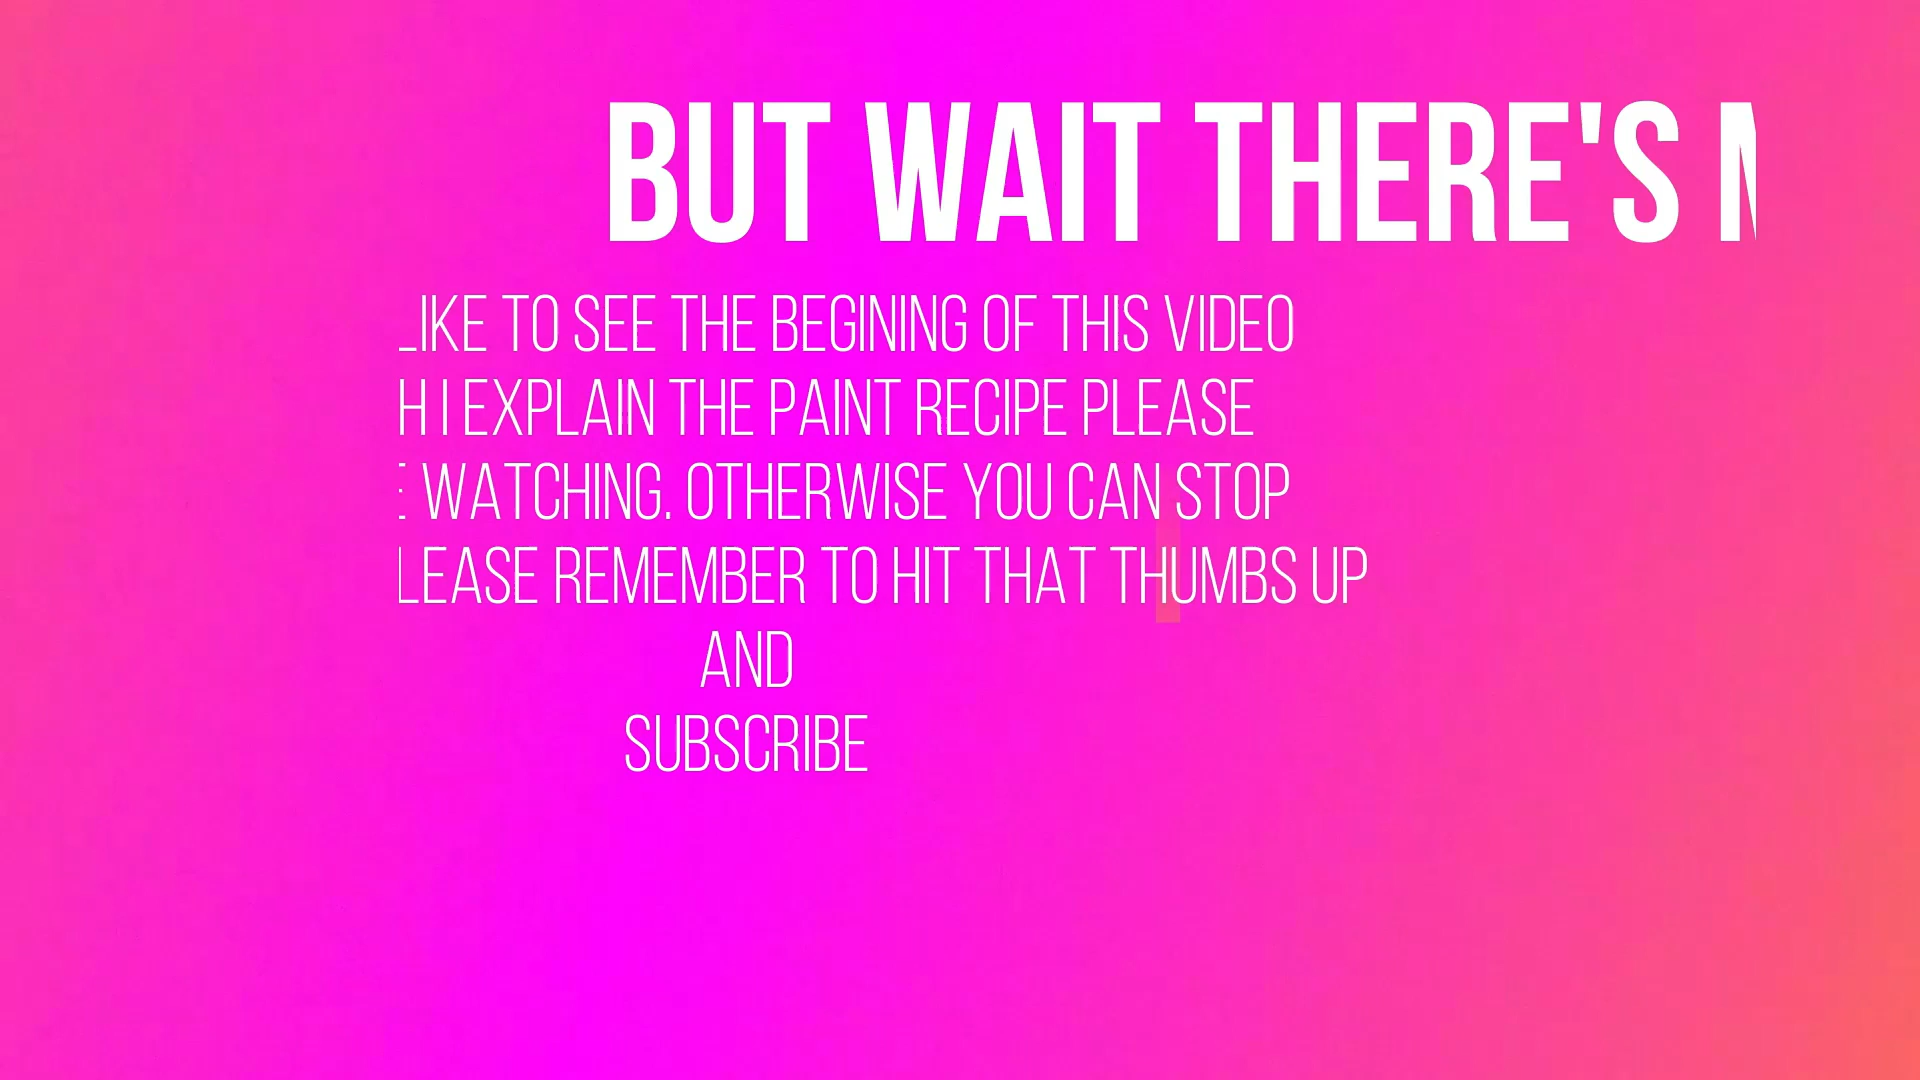 BUT WAIT THERE'S
LIKE TO SEE THE BEGINING OF THIS VIDEO
H I EXPLAIN THE PAINT RECIPE PLEASE
WATCHING. OTHERWISE YOU CAN STOP
LEASE REMEMBER TO HIT THAT THUMBS UP
AND
SUBSCRIBE